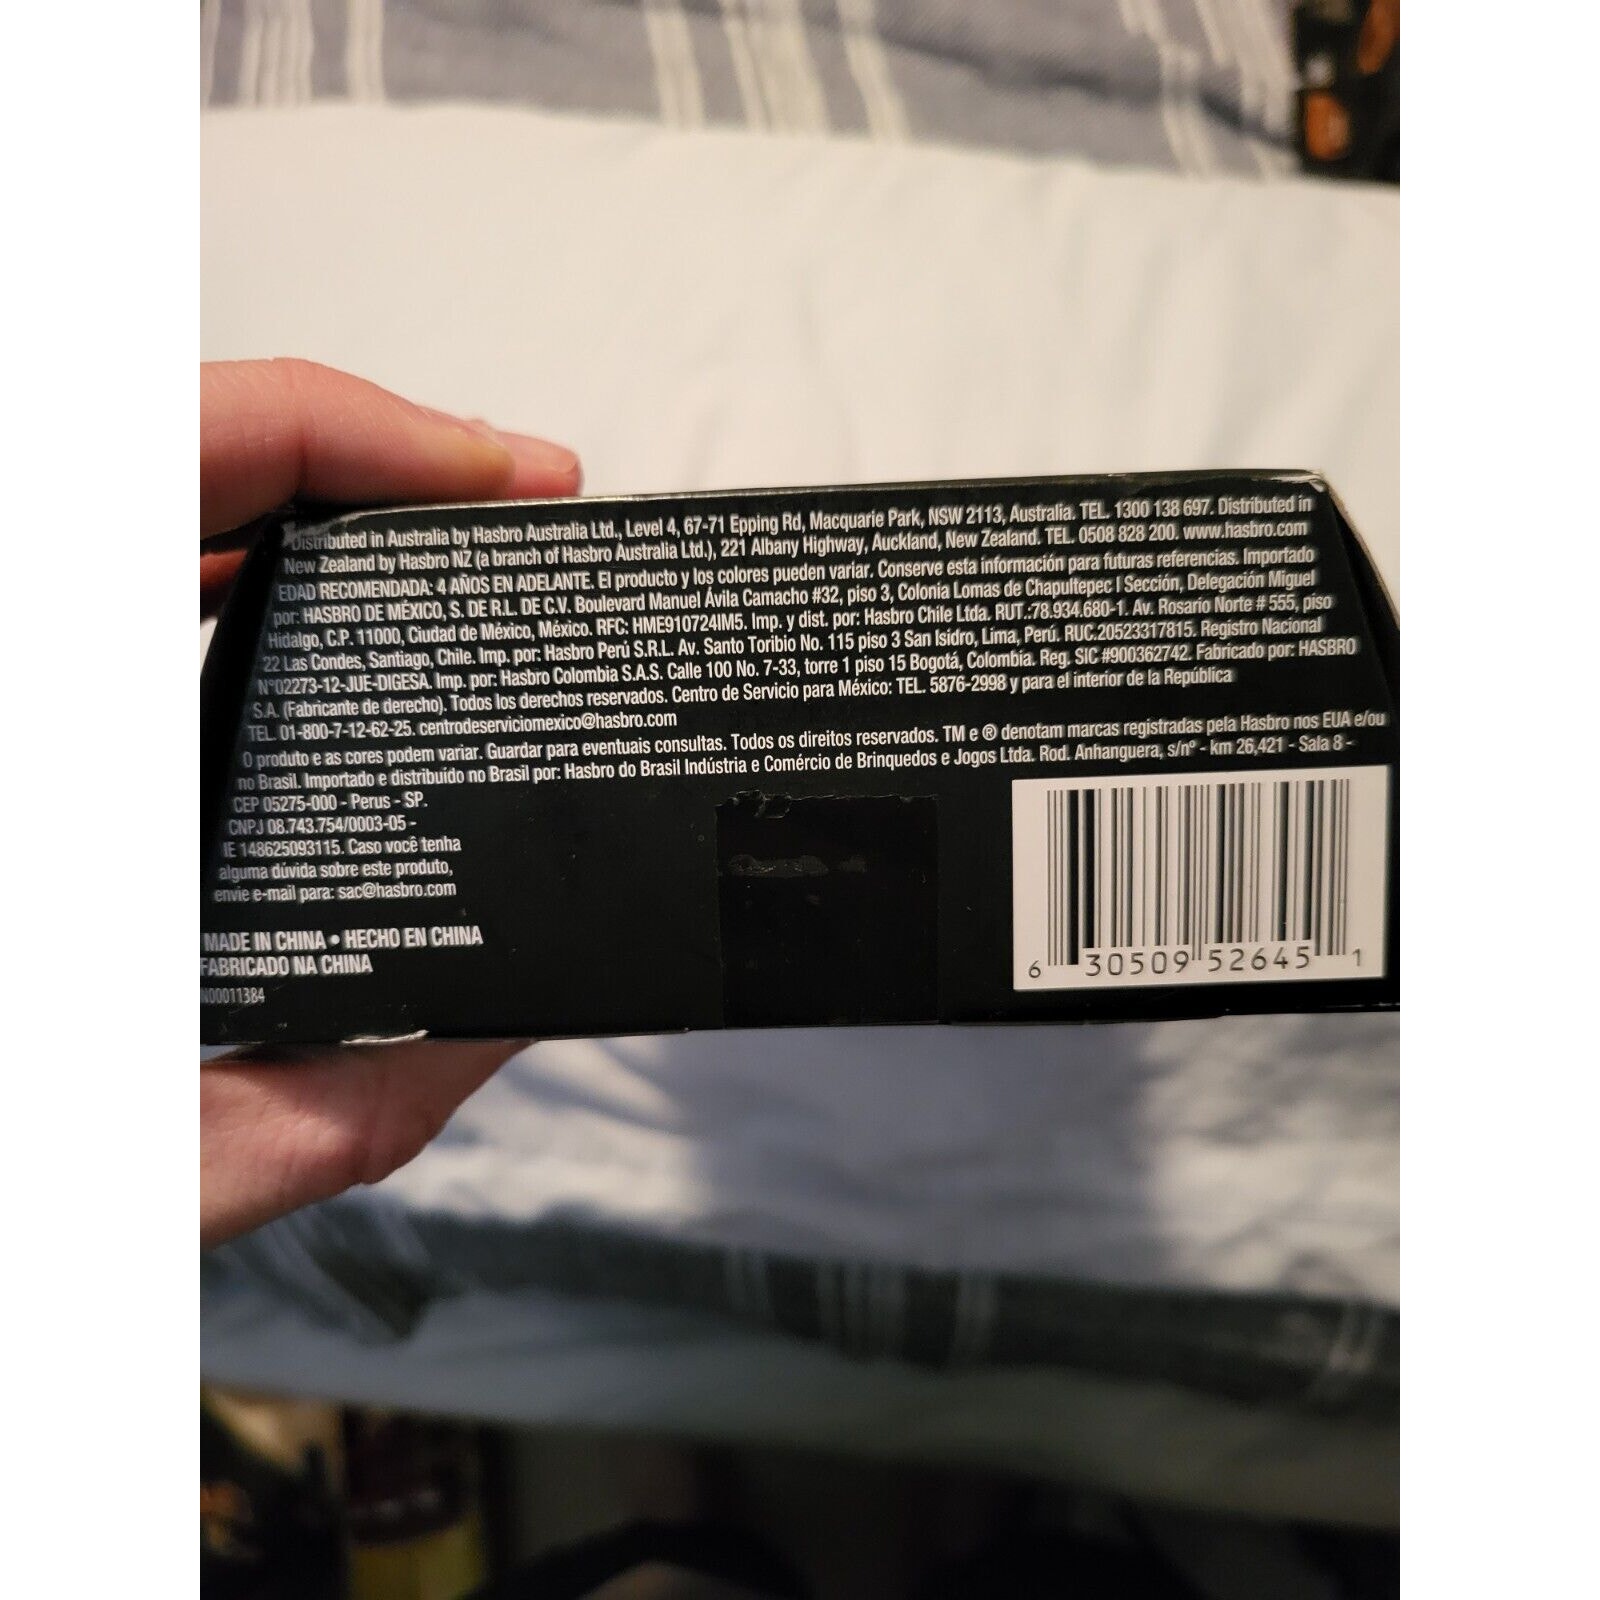 Distributed in Australia by Hasbro Australia Ltd., Level 4, 67-71 Epping Rd, Macquarie Park, NSW 2113, Australia. TEL. 1300 138 697. Distributed in
New Zealand by Hasbro NZ (a branch of Hasbro Australia Ltd.), 221 Albany Highway, Auckland, New Zealand. TEL. 0508 828 200. www.hasbro.com
EDAD RECOMENDADA: 4 AÑOS EN ADELANTE. El producto y los colores pueden variar. Conserve esta información para futuras referencias. Importado
por: HASBRO DE MÉXICO, S. DE R.L. DE C.V. Boulevard Manuel Ávila Camacho #32, piso 3, Colonia Lomas de Chapultepec I Sección, Delegación Miguel
Hidalgo, C.P. 11000, Ciudad de México, México. RFC: HME910724IM5. Imp. y dist. por: Hasbro Chile Ltda. RUT.:78.934.680-1. Av. Rosario Norte # 555, piso
22 Las Condes, Santiago, Chile. Imp. por: Hasbro Perú S.R.L. Av. Santo Toribio No. 115 piso 3 San Isidro, Lima, Perú. RUC.20523317815. Registro Nacional
N°02273-12-JUE-DIGESA. Imp. por: Hasbro Colombia S.A.S. Calle 100 No. 7-33, torre 1 piso 15 Bogotá, Colombia. Reg. SIC #900362742. Fabricado por: HASBRO
S.A. (Fabricante de derecho). Todos los derechos reservados. Centro de Servicio para México: TEL. 5876-2998 y para el interior de la República
TEL. 01-800-7-12-62-25. centrodeserviciomexico@hasbro.com
O produto e as cores podem variar. Guardar para eventuais consultas. Todos os direitos reservados. TM e ® denotam marcas registradas pela Hasbro nos EUA e/ou
no Brasil. Importado e distribuído no Brasil por: Hasbro do Brasil Indústria e Comércio de Brinquedos e Jogos Ltda. Rod. Anhanguera, s/nº - km 26,421 - Sala 8 -
CEP 05275-000 - Perus - SP.
CNPJ 08.743.754/0003-05 -
IE 148625093115. Caso você tenha
alguma dúvida sobre este produto,
envie e-mail para: sac@hasbro.com
MADE IN CHINA • HECHO EN CHINA
FABRICADO NA CHINA
N00011384
6 30509 52645 1